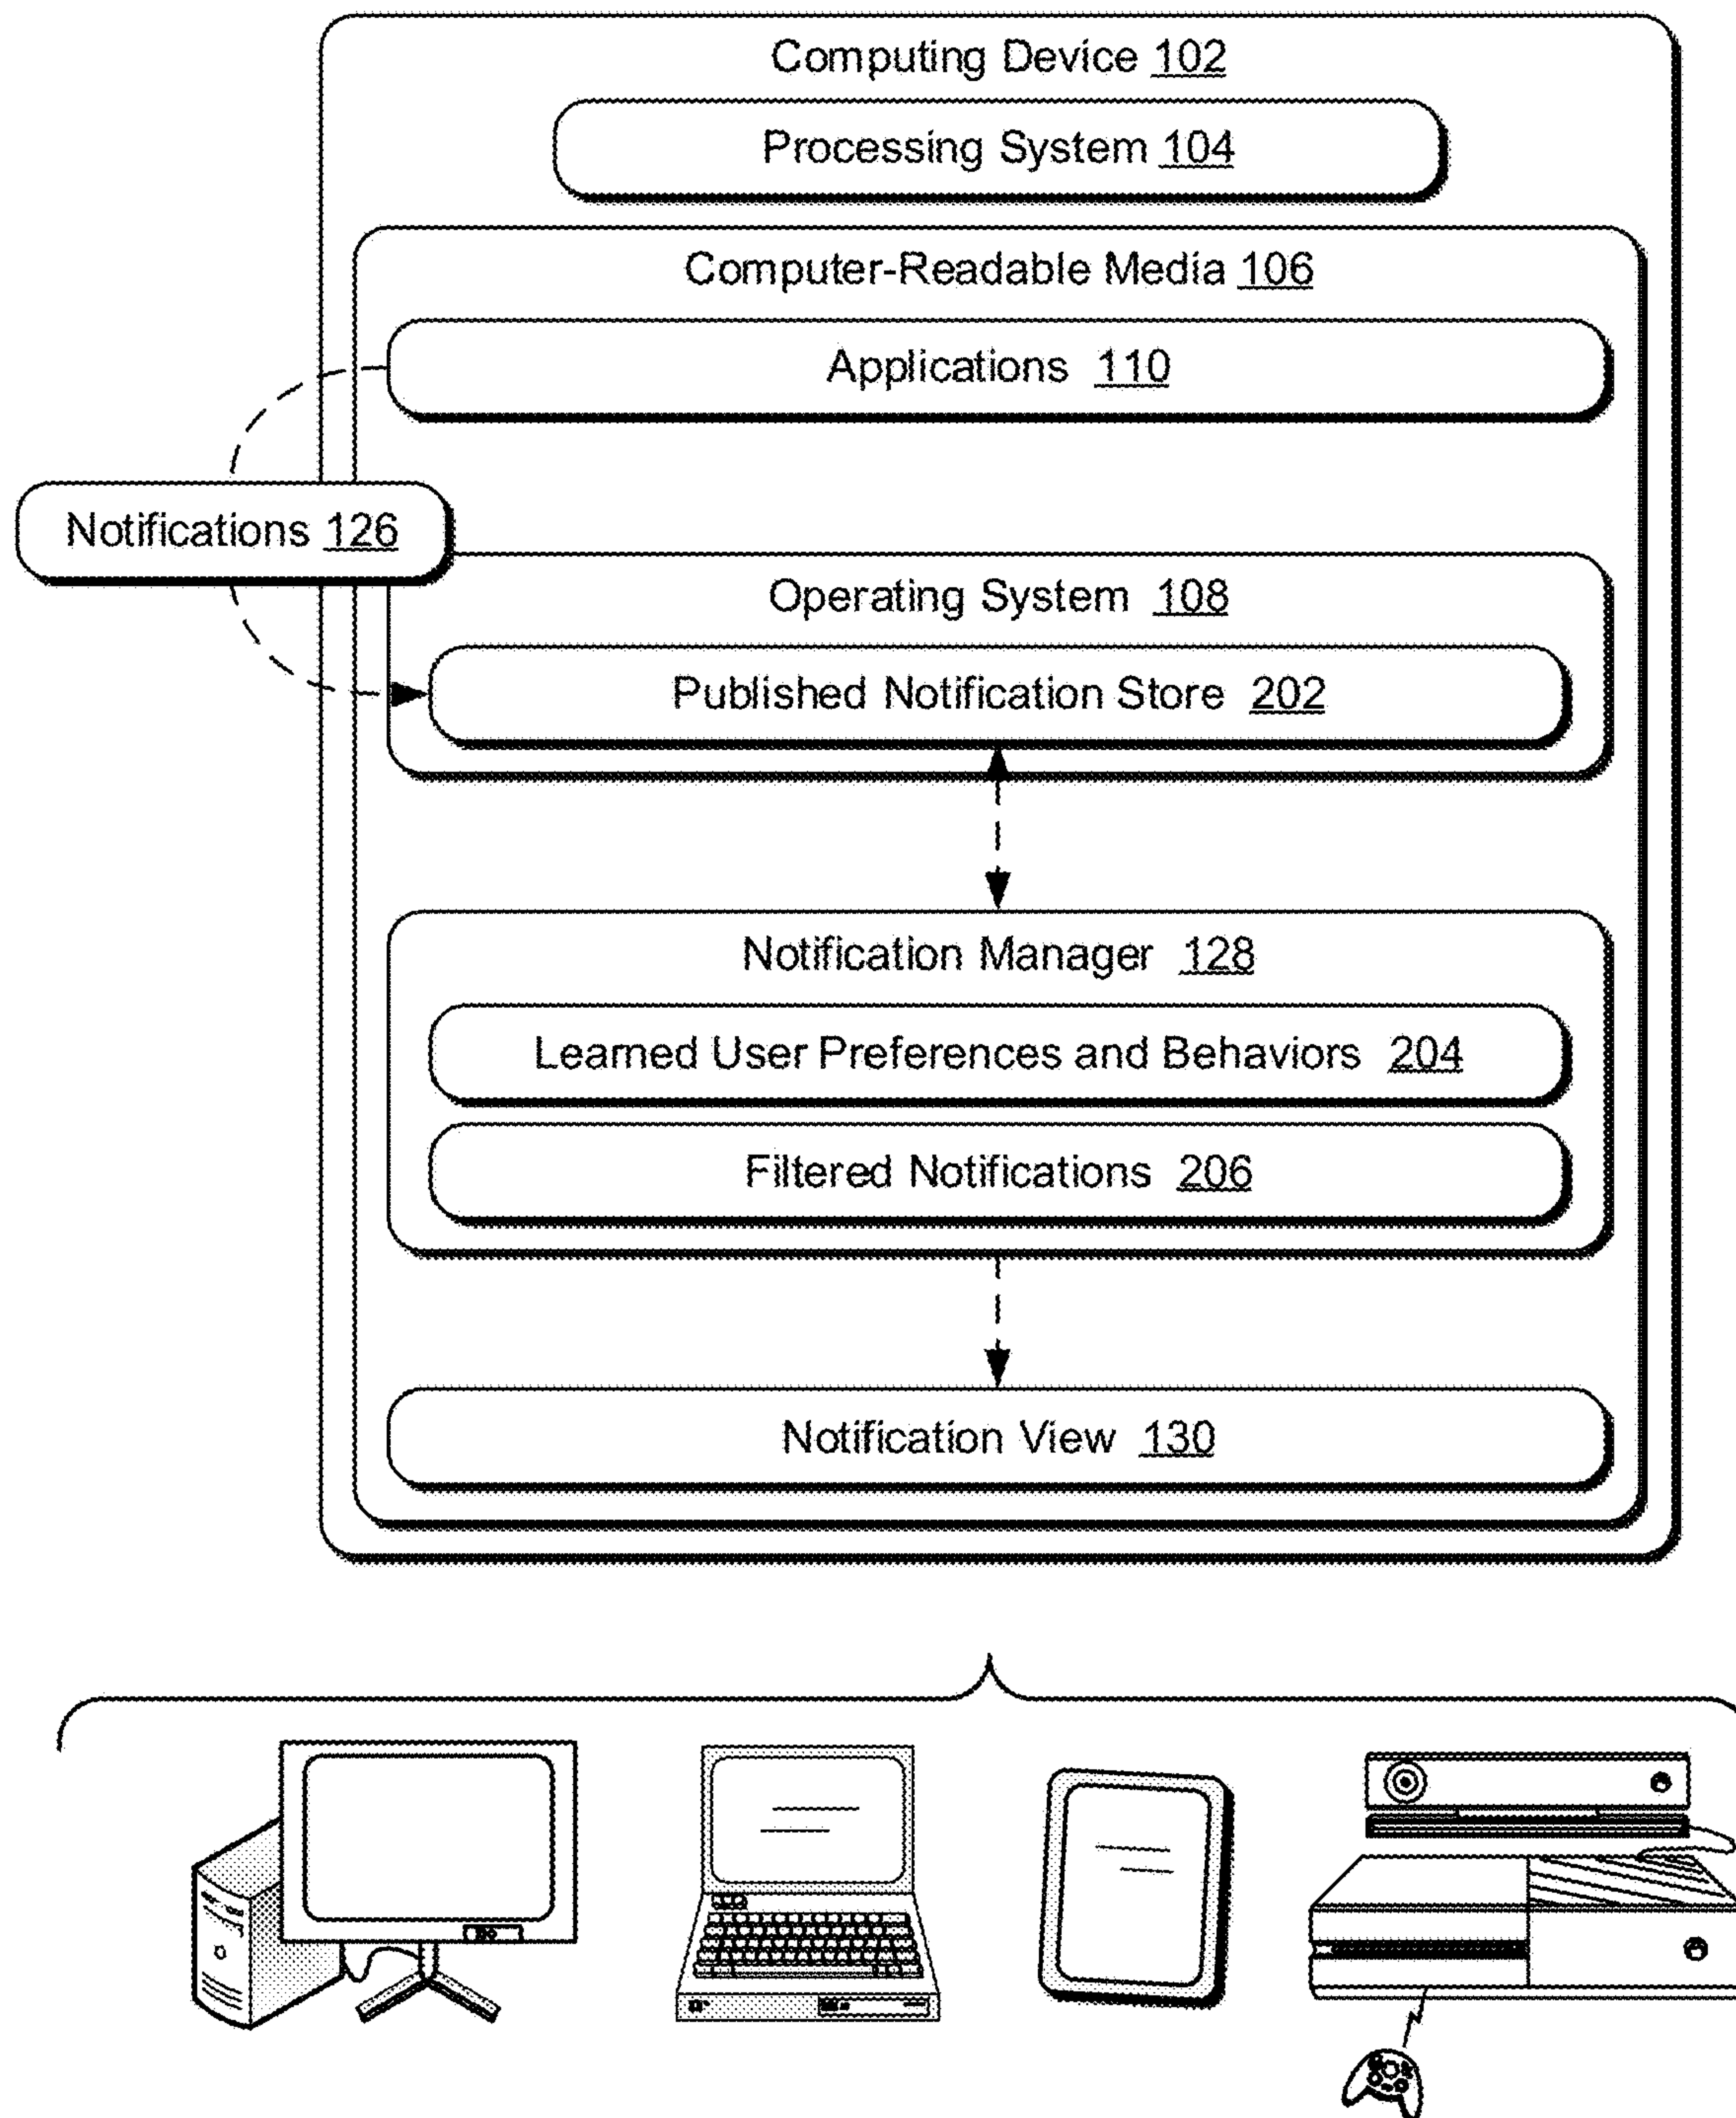 Computing Device 102
Processing System 104
Computer-Readable Media 106
Applications 110
Notifications 126
Operating System 108
Published Notification Store 202
Notification Manager 128
Learned User Preferences and Behaviors 204
Filtered Notifications 206
Notification View 130